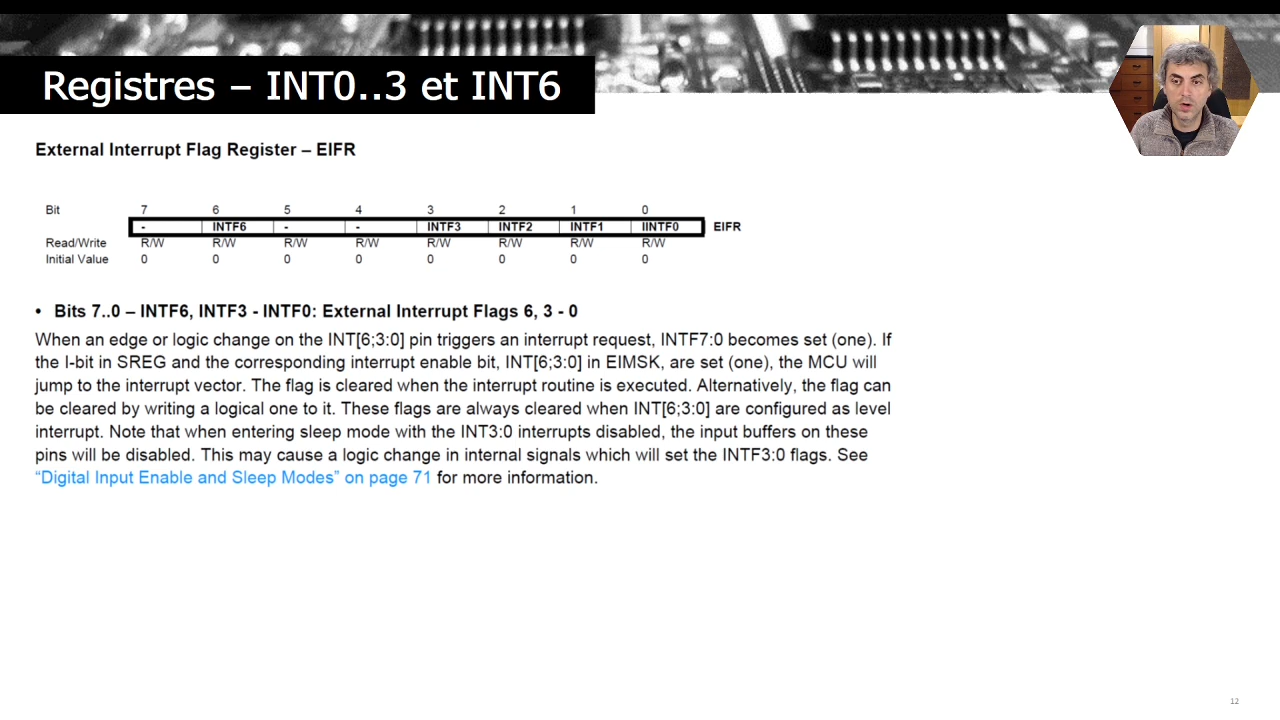 Registres – INT0..3 et INT6
External Interrupt Flag Register – EIFR
Bit 7 6 5 4 3 2 1 0
- INTF6 - - INTF3 INTF2 INTF1 IINTF0 EIFR
Read/Write R/W R/W R/W R/W R/W R/W R/W R/W
Initial Value 0 0 0 0 0 0 0 0
• Bits 7..0 – INTF6, INTF3 - INTF0: External Interrupt Flags 6, 3 - 0
When an edge or logic change on the INT[6;3:0] pin triggers an interrupt request, INTF7:0 becomes set (one). If
the I-bit in SREG and the corresponding interrupt enable bit, INT[6;3:0] in EIMSK, are set (one), the MCU will
jump to the interrupt vector. The flag is cleared when the interrupt routine is executed. Alternatively, the flag can
be cleared by writing a logical one to it. These flags are always cleared when INT[6;3:0] are configured as level
interrupt. Note that when entering sleep mode with the INT3:0 interrupts disabled, the input buffers on these
pins will be disabled. This may cause a logic change in internal signals which will set the INTF3:0 flags. See
“Digital Input Enable and Sleep Modes” on page 71 for more information.
12